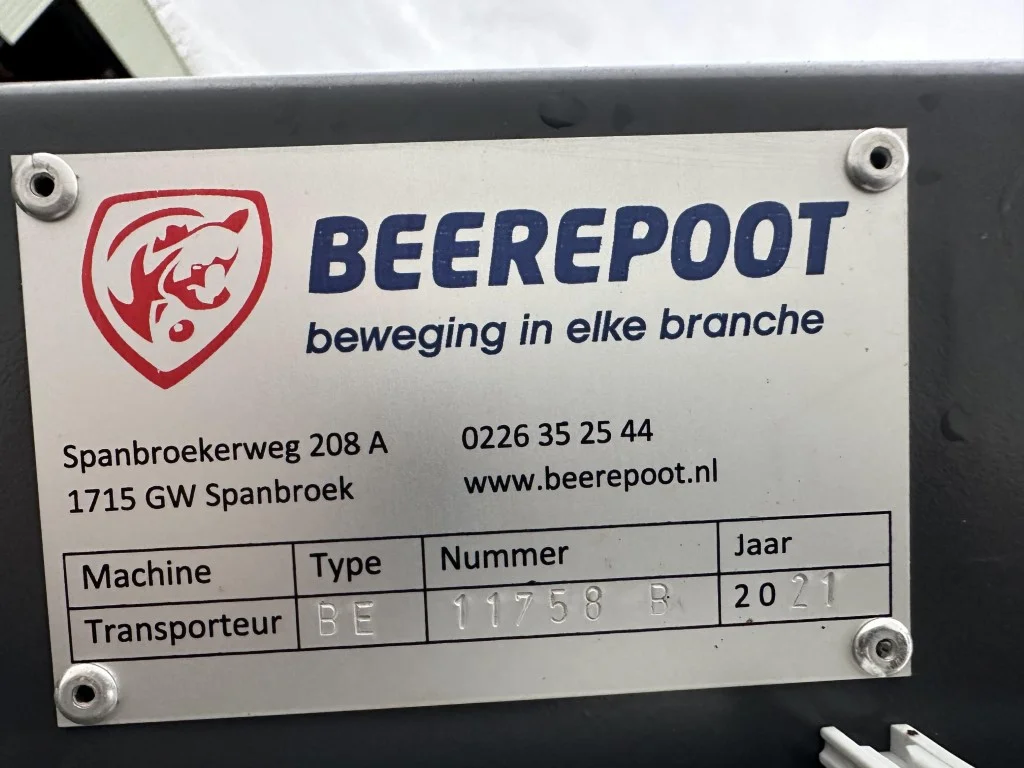 BEEREPOOT
beweging in elke branche
Spanbroekerweg 208 A 0226 35 25 44
1715 GW Spanbroek www.beerepoot.nl
Machine Type Nummer Jaar
Transporteur BE 11758 B 2021